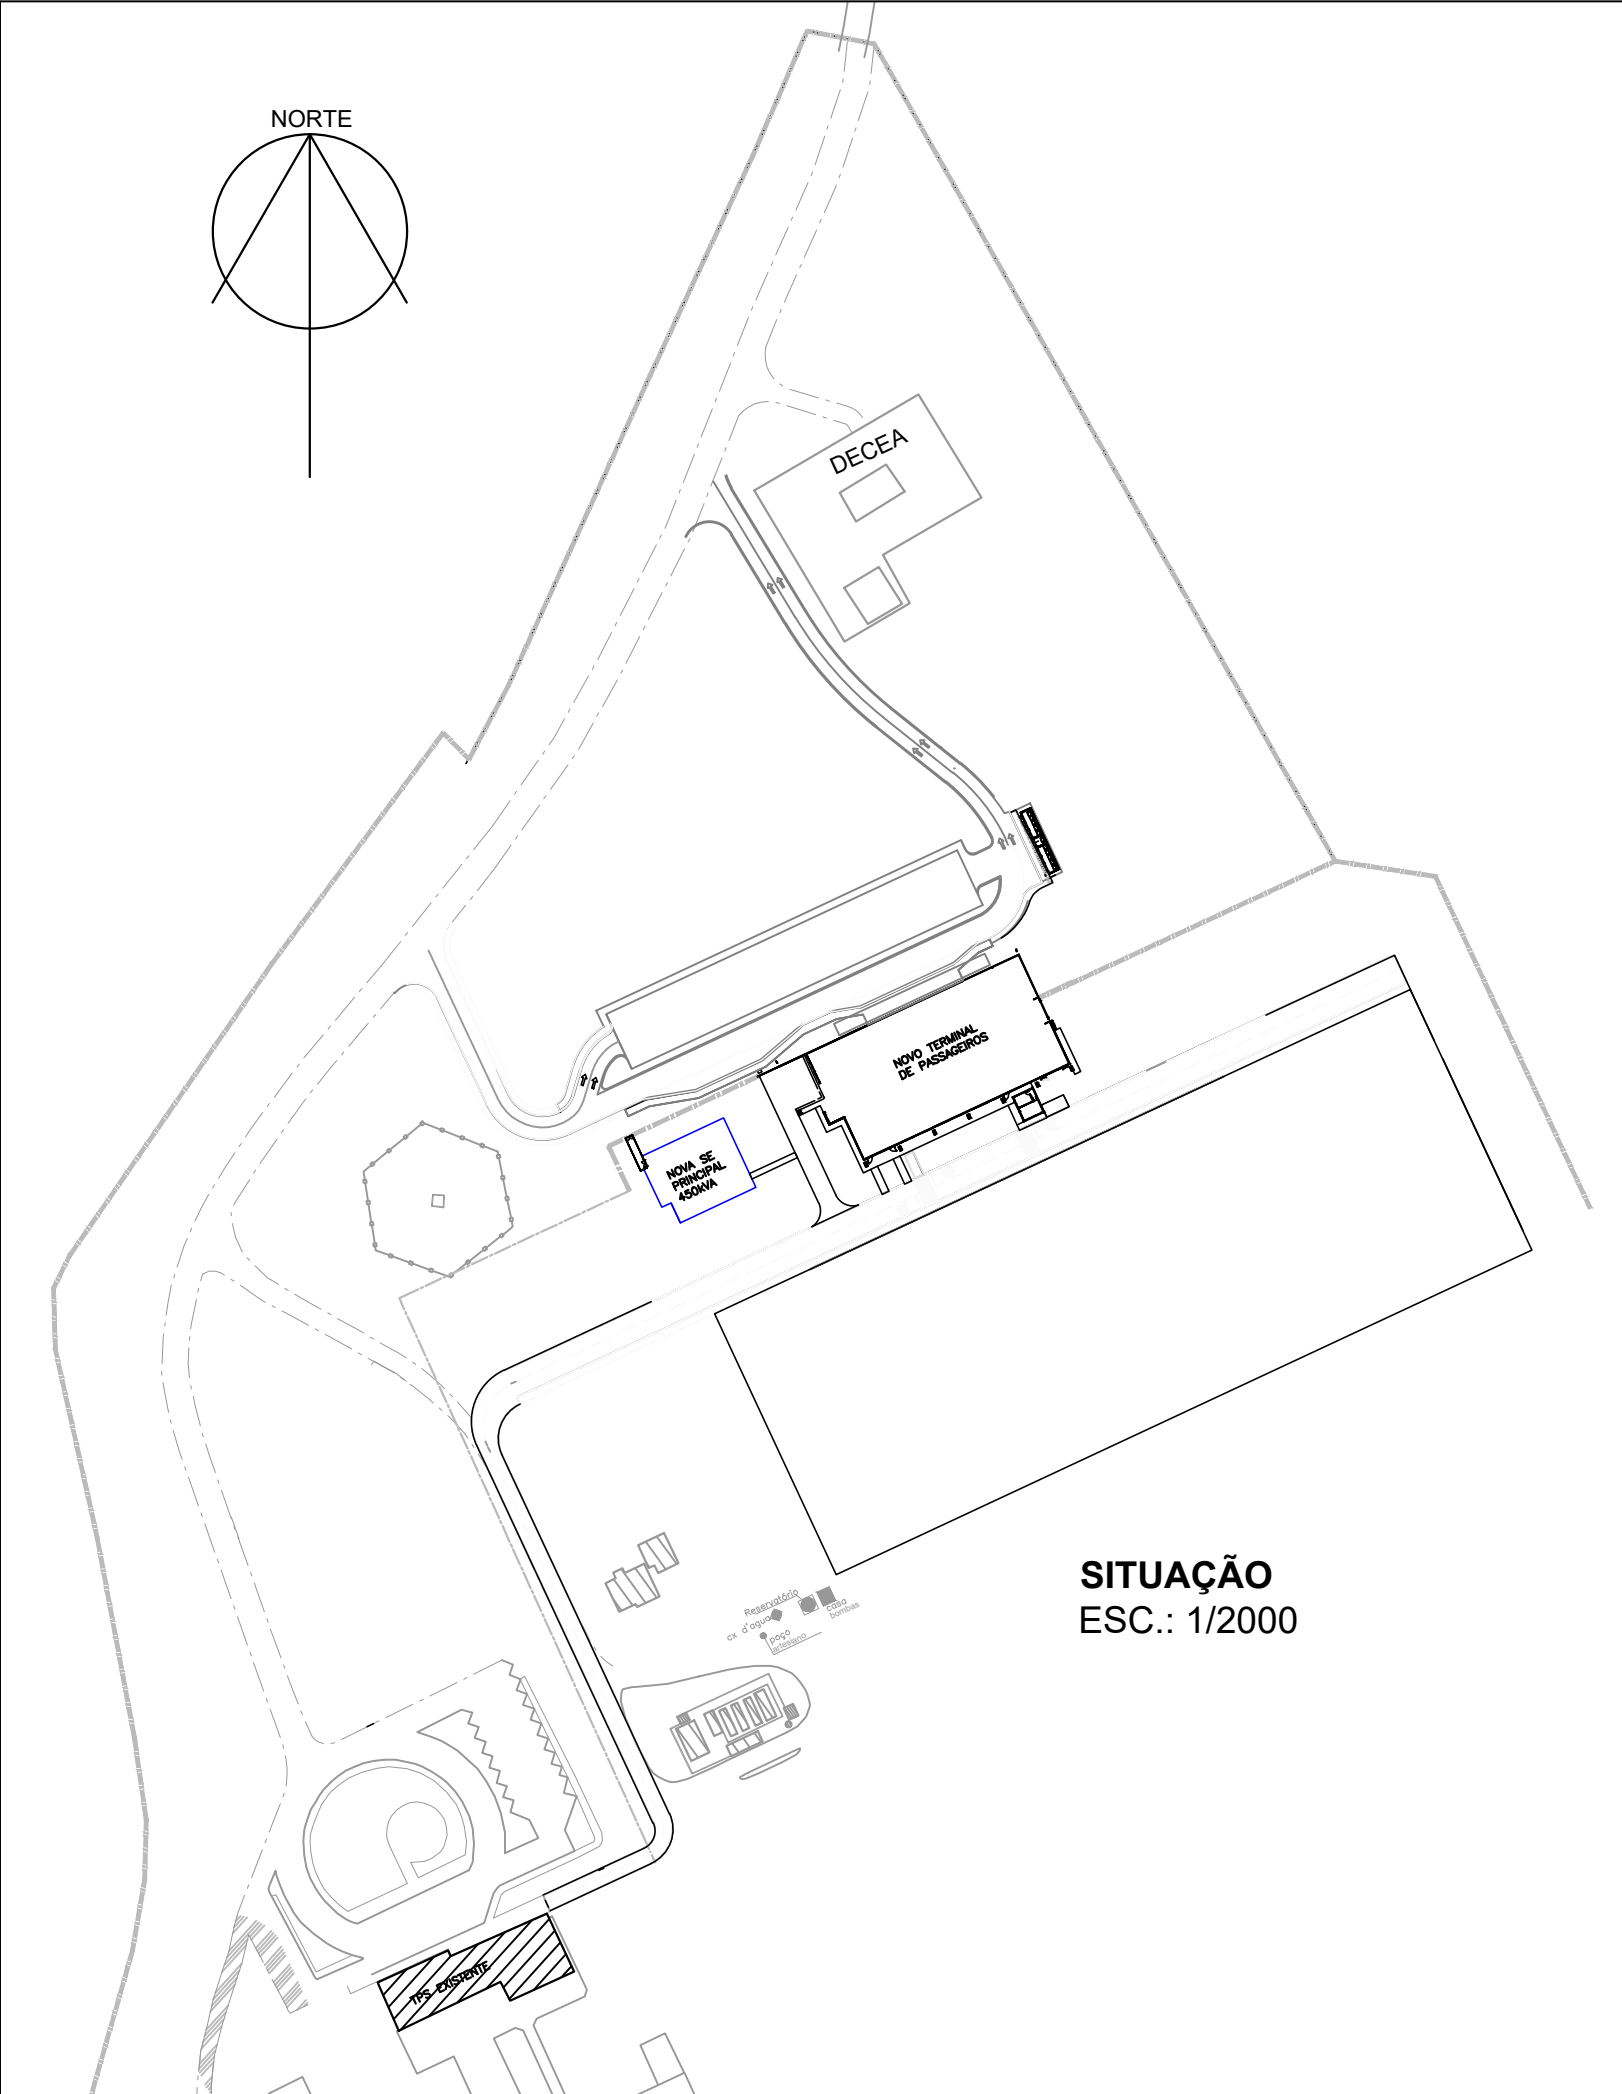 NORTE
DECEA
NOVO TERMINAL
DE PASSAGEIROS
NOVA SE
PRINCIPAL
450kVA
SITUAÇÃO
ESC.: 1/2000
Reservatório
cx d'agua
casa
bombas
poço
artesiano
TPS EXISTENTE